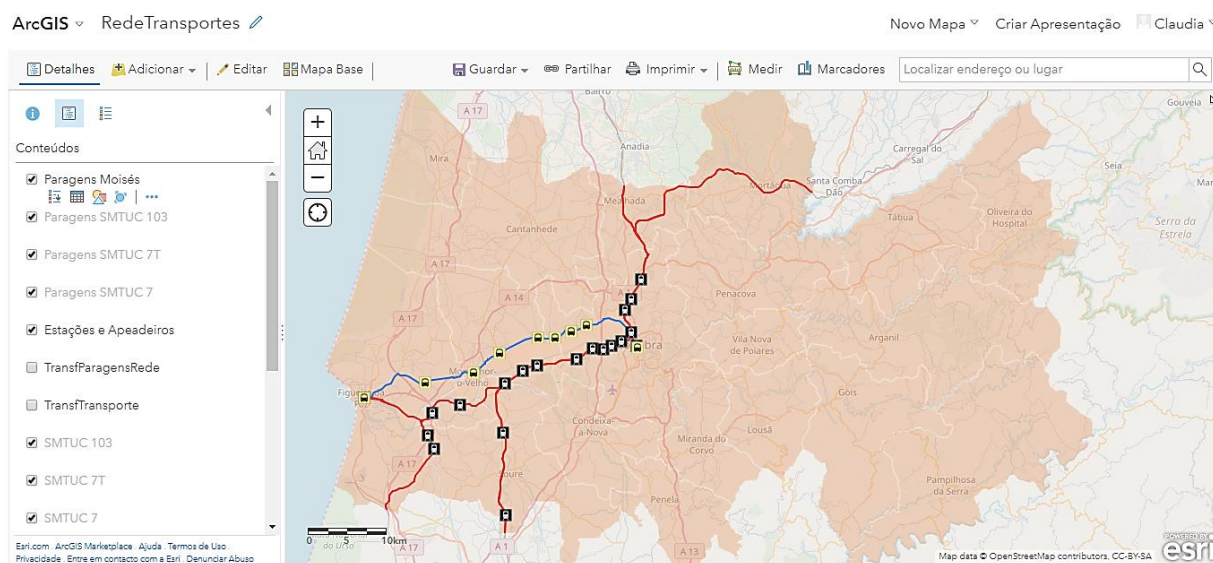 ArcGIS RedeTransportes Novo Mapa Criar Apresentação Claudia
Detalhes Adicionar Editar Mapa Base Guardar Partilhar Imprimir Medir Marcadores Localizar endereço ou lugar
Conteúdos
Paragens Moisés
Paragens SMTUC 103
Paragens SMTUC 7T
Paragens SMTUC 7
Estações e Apeadeiros
TransfParagensRede
TransfTransporte
SMTUC 103
SMTUC 7T
SMTUC 7
Esri.com . ArcGIS Marketplace . Ajuda . Termos de Uso .
Privacidade . Entre em contacto com a Esri . Denunciar Abuso
A 17
Gouveia
Anadia
Carregal do
Sal
Mira
Seia
Mortágua
Santa Comba
Dão
Mealhada
Oliveira do
Hospital
Tábua
Serra da
Estrela
Cantanhede
A 17
A 14
Penacova
A 17
Vila Nova
de Poiares
Arganil
Góis
Condeixa-
a-Nova
Lousã
Miranda do
Corvo
A 17
Soure
Pampilhosa
da Serra
Penela
0 5 10km
A 17
A 1
A 13
Map data © OpenStreetMap contributors, CC-BY-SA
POWERED BY
esri